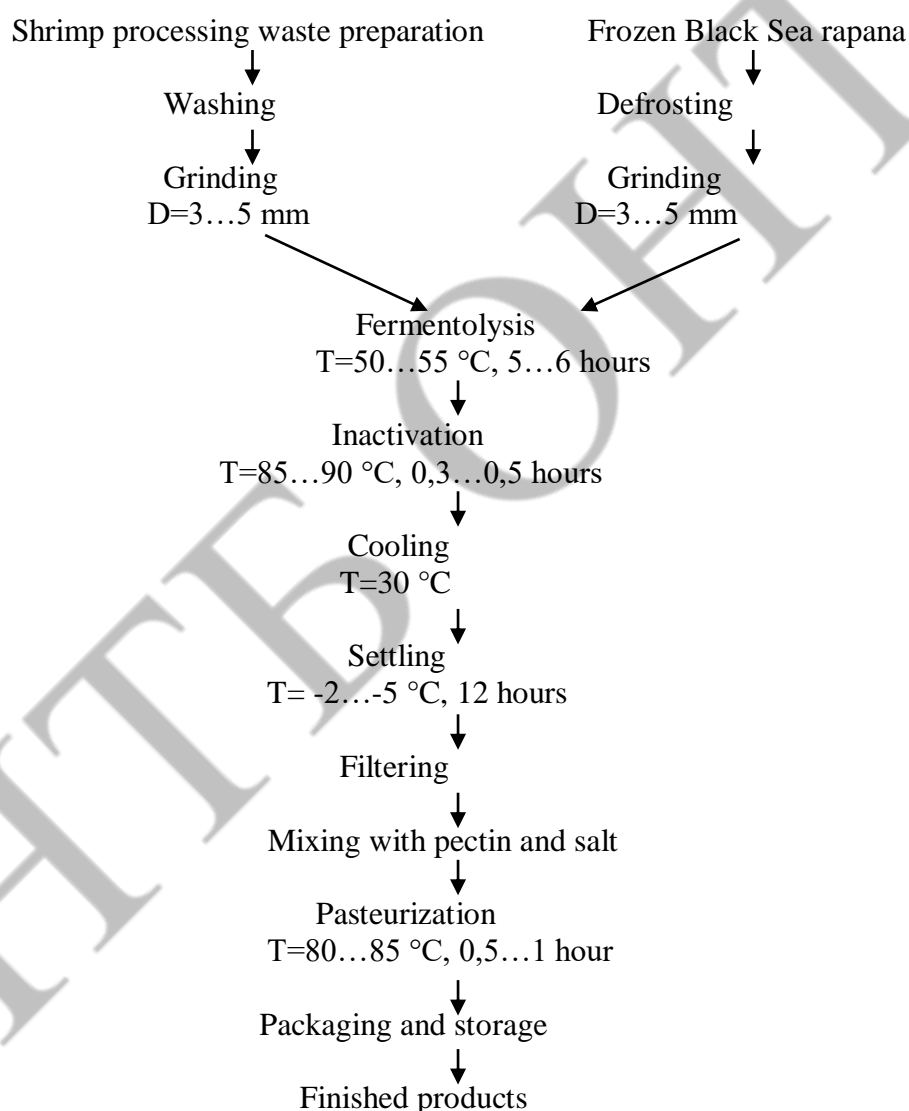 Shrimp processing waste preparation
Frozen Black Sea rapana
Washing
Defrosting
Grinding
D=3…5 mm
Grinding
D=3…5 mm
Fermentolysis
T=50…55 °C, 5…6 hours
Inactivation
T=85…90 °C, 0,3…0,5 hours
Cooling
T=30 °C
Settling
T= -2…-5 °C, 12 hours
Filtering
Mixing with pectin and salt
Pasteurization
T=80…85 °C, 0,5…1 hour
Packaging and storage
Finished products
НТБ ОНТ